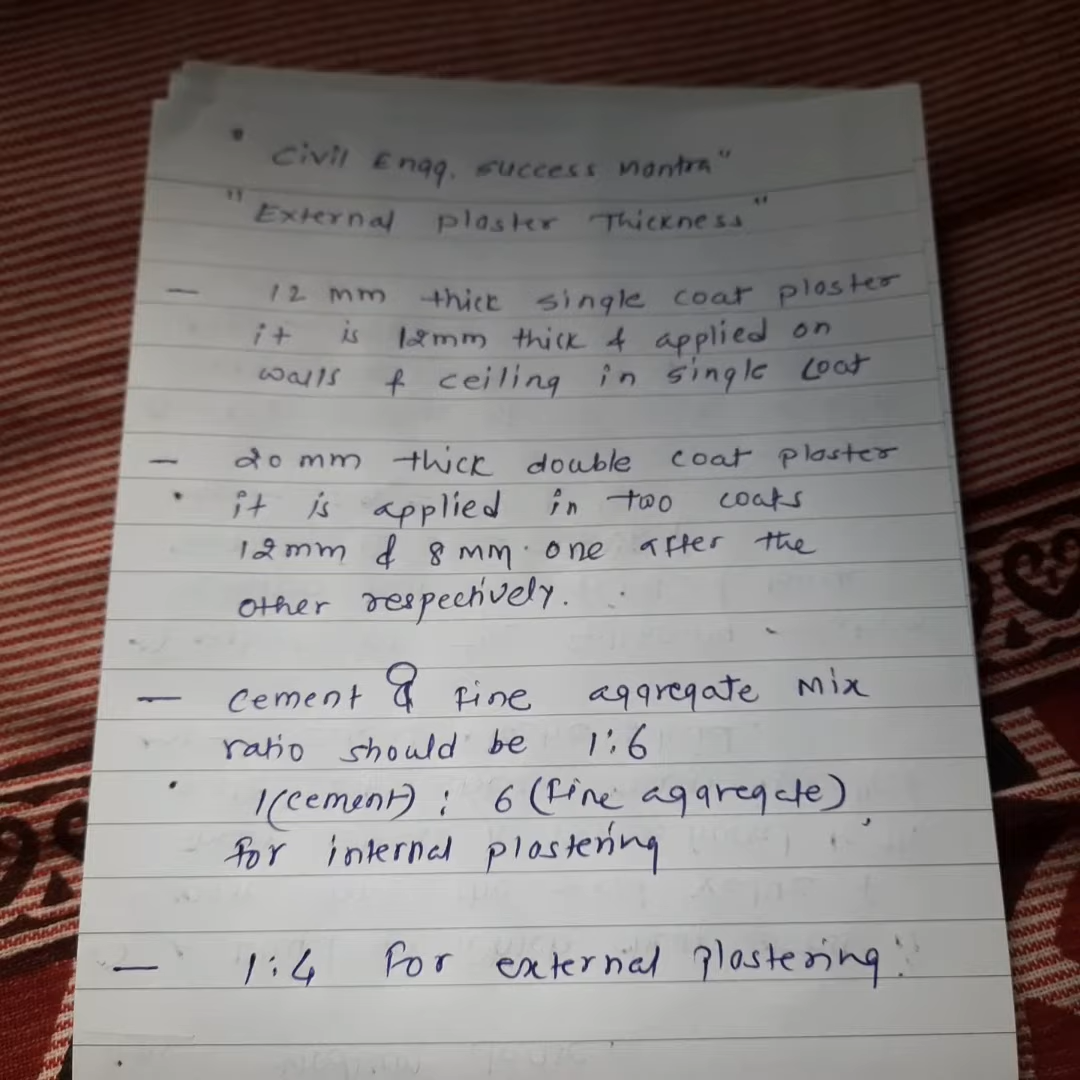 " Civil Engg. success mantra"
"External plaster Thickness"
— 12 mm thick single coat plaster
it is 12mm thick & applied on
walls & ceiling in single coat
— 20 mm thick double coat plaster
• it is applied in two coats
12mm & 8 mm. one after the
other respectively.
— cement & fine aggregate mix
ratio should be 1:6
1(cement) : 6 (fine aggregate)
for internal plastering
— 1:4 for external plastering.